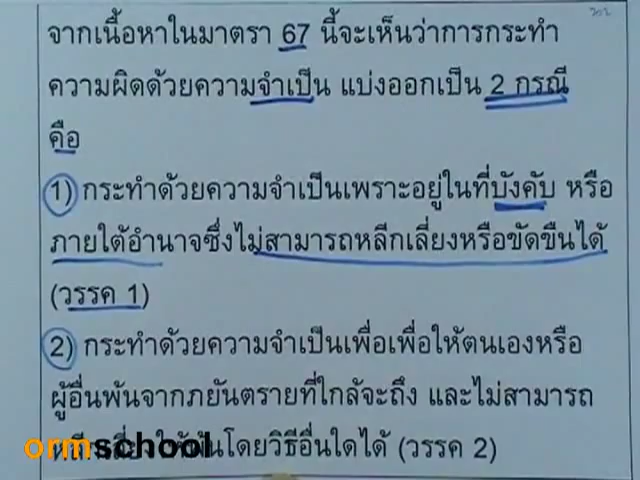 จากเนื้อหาในมาตรา 67 นี้จะเห็นว่าการกระทำ
ความผิดด้วยความจำเป็น แบ่งออกเป็น 2 กรณี
คือ
1) กระทำด้วยความจำเป็นเพราะอยู่ในที่บังคับ หรือ
ภายใต้อำนาจซึ่งไม่สามารถหลีกเลี่ยงหรือขัดขืนได้
(วรรค 1)
2) กระทำด้วยความจำเป็นเพื่อเพื่อให้ตนเองหรือ
ผู้อื่นพ้นจากภยันตรายที่ใกล้จะถึง และไม่สามารถ
โดยวิธีอื่นใดได้ (วรรค 2)
ormschool